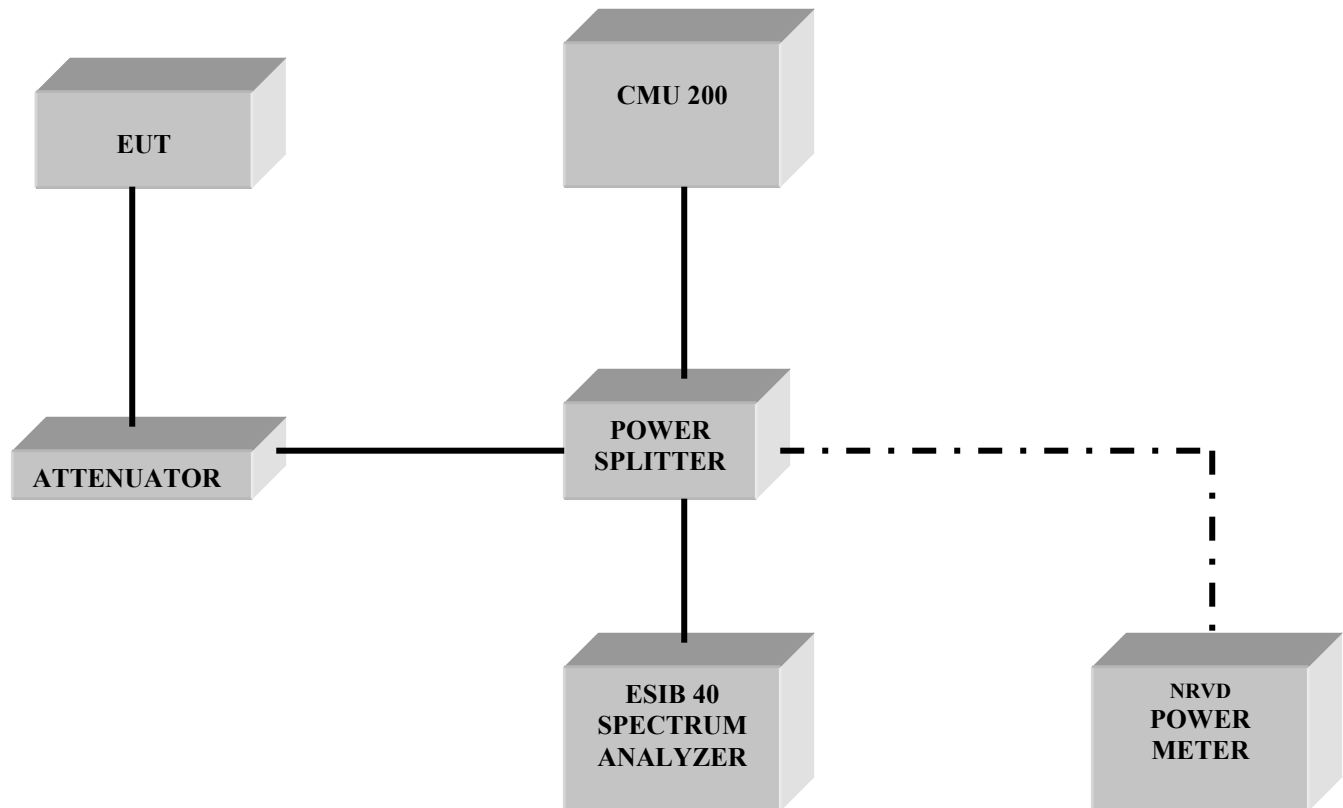 CMU 200
EUT
POWER
SPLITTER
ATTENUATOR
ESIB 40
SPECTRUM
ANALYZER
NRVD
POWER
METER